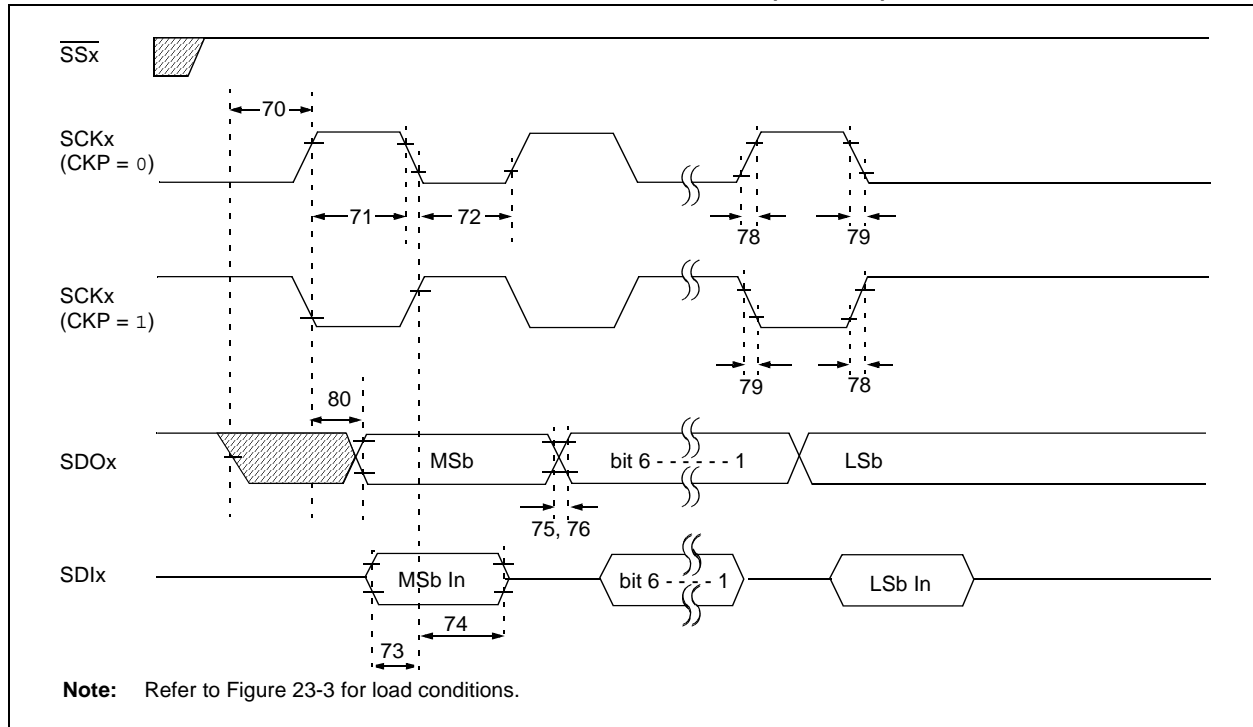 SSx
70
SCKx
(CKP = 0)
71
72
78
79
SCKx
(CKP = 1)
79
78
80
SDOx
MSb
bit 6 - - - - - - 1
LSb
75, 76
SDIx
MSb In
bit 6 - - - - - 1
LSb In
74
73
Note: Refer to Figure 23-3 for load conditions.